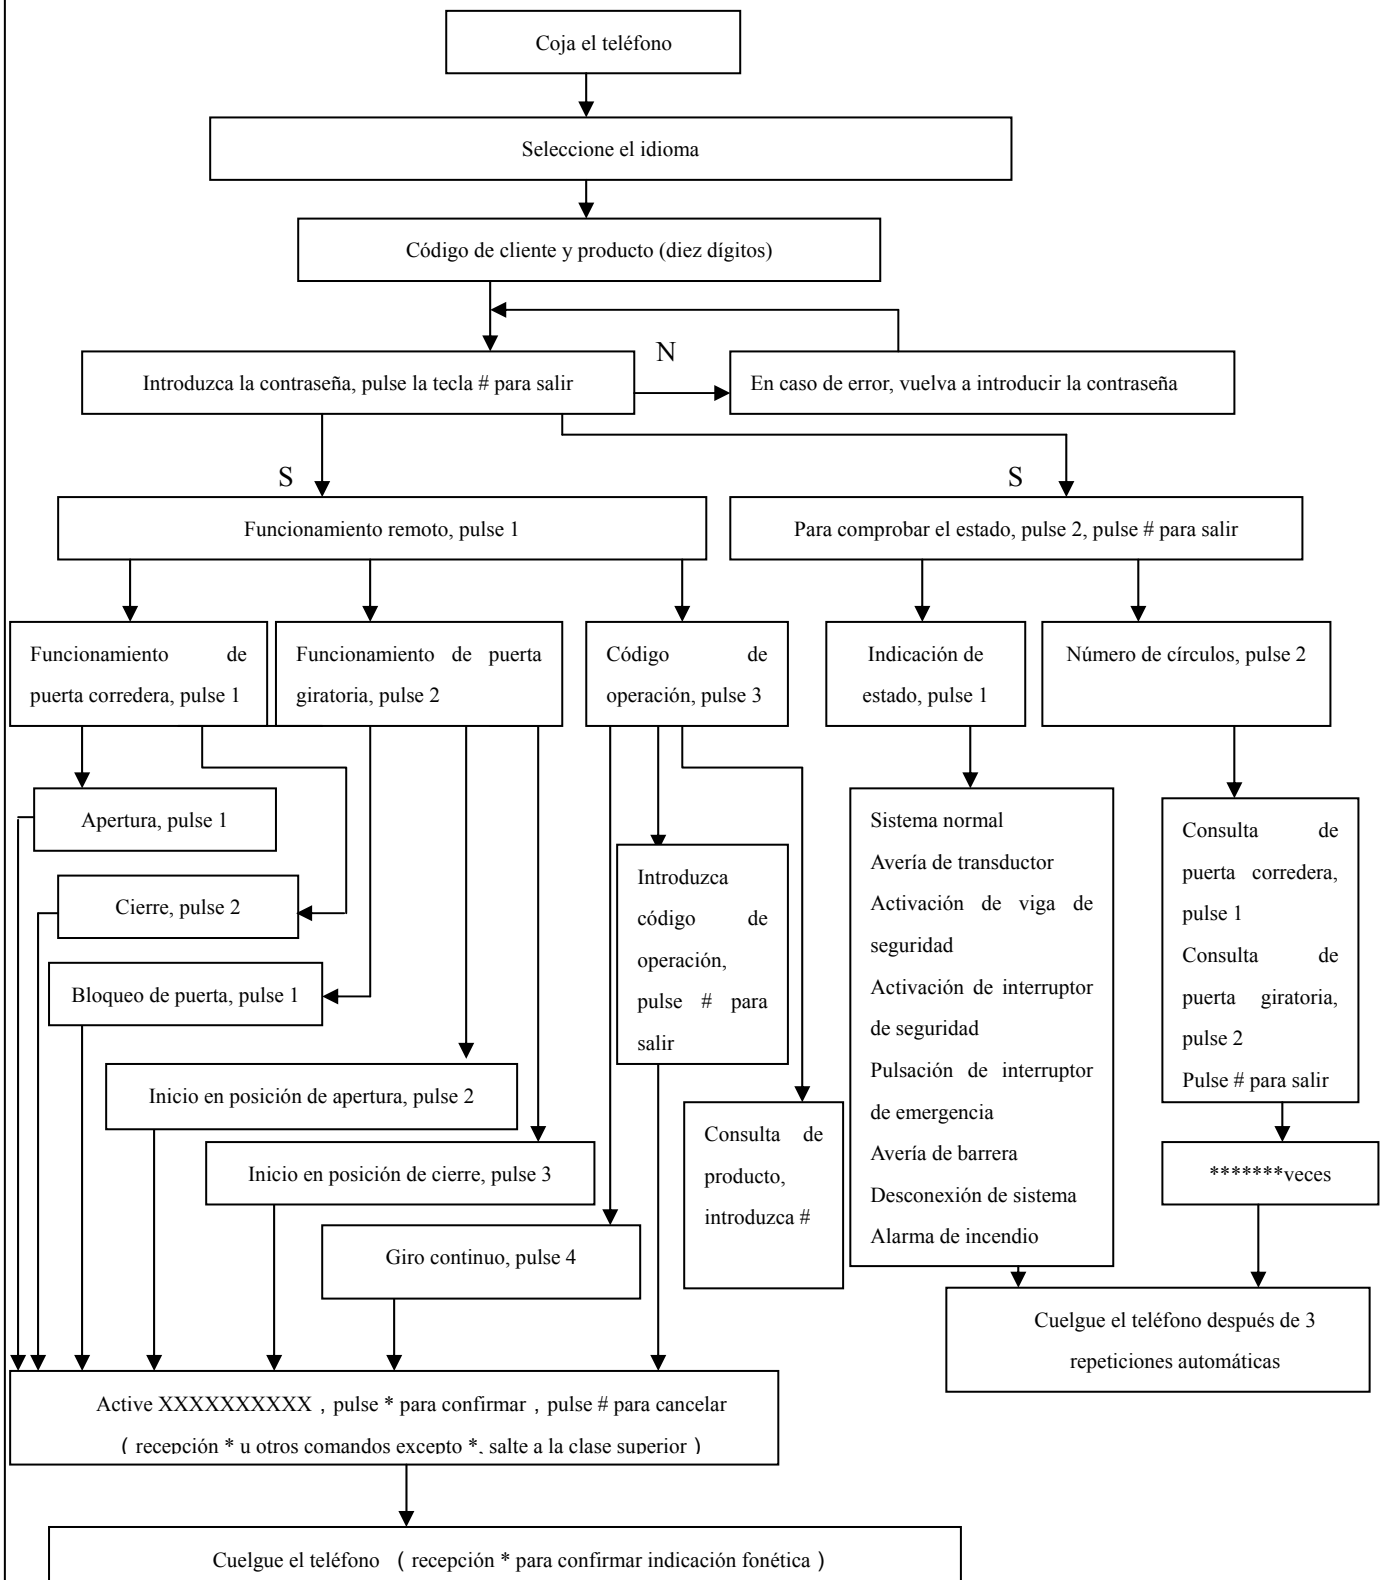 Coja el teléfono
Seleccione el idioma
Código de cliente y producto (diez dígitos)
N
Introduzca la contraseña, pulse la tecla # para salir
En caso de error, vuelva a introducir la contraseña
S
S
Funcionamiento remoto, pulse 1
Para comprobar el estado, pulse 2, pulse # para salir
Funcionamiento de
puerta corredera, pulse 1
Funcionamiento de puerta
giratoria, pulse 2
Código de
operación, pulse 3
Indicación de
estado, pulse 1
Número de círculos, pulse 2
Apertura, pulse 1
Cierre, pulse 2
Bloqueo de puerta, pulse 1
Inicio en posición de apertura, pulse 2
Inicio en posición de cierre, pulse 3
Giro continuo, pulse 4
Introduzca
código de
operación,
pulse # para
salir
Consulta de
producto,
introduzca #
Sistema normal
Avería de transductor
Activación de viga de
seguridad
Activación de interruptor
de seguridad
Pulsación de interruptor
de emergencia
Avería de barrera
Desconexión de sistema
Alarma de incendio
Consulta de
puerta corredera,
pulse 1
Consulta de
puerta giratoria,
pulse 2
Pulse # para salir
*******veces
Cuelgue el teléfono después de 3
repeticiones automáticas
Active XXXXXXXXXX , pulse * para confirmar , pulse # para cancelar
( recepción * u otros comandos excepto *, salte a la clase superior )
Cuelgue el teléfono ( recepción * para confirmar indicación fonética )